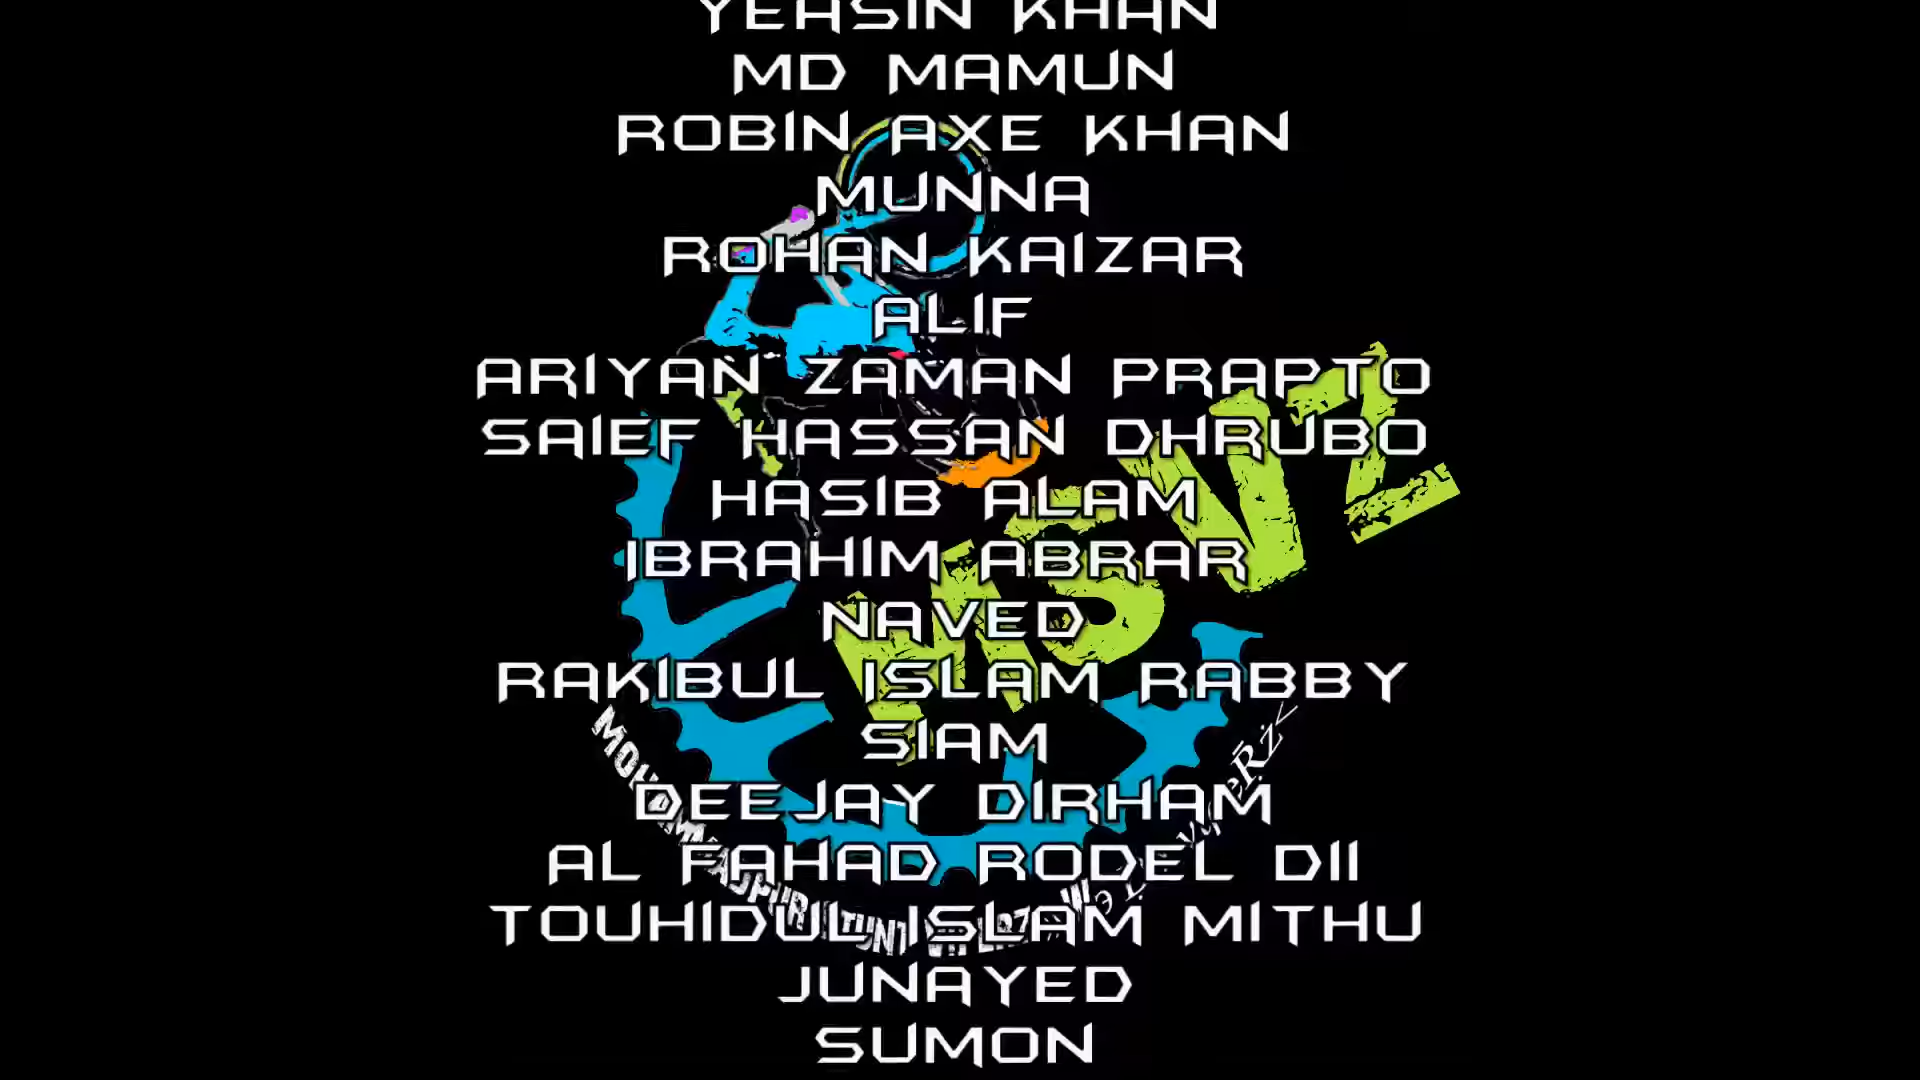 YEASIN KHAN
MD MAMUN
ROBIN AXE KHAN
MUNNA
ROHAN KAIZAR
ALIF
ARIYAN ZAMAN PRAPTO
SAIEF HASSAN DHRUBO
HASIB ALAM
IBRAHIM ABRAR
NAVED
RAKIBUL ISLAM RABBY
SIAM
DEEJAY DIRHAM
AL FAHAD RODEL DII
TOUHIDUL ISLAM MITHU
JUNAYED
SUMON
MSVZ